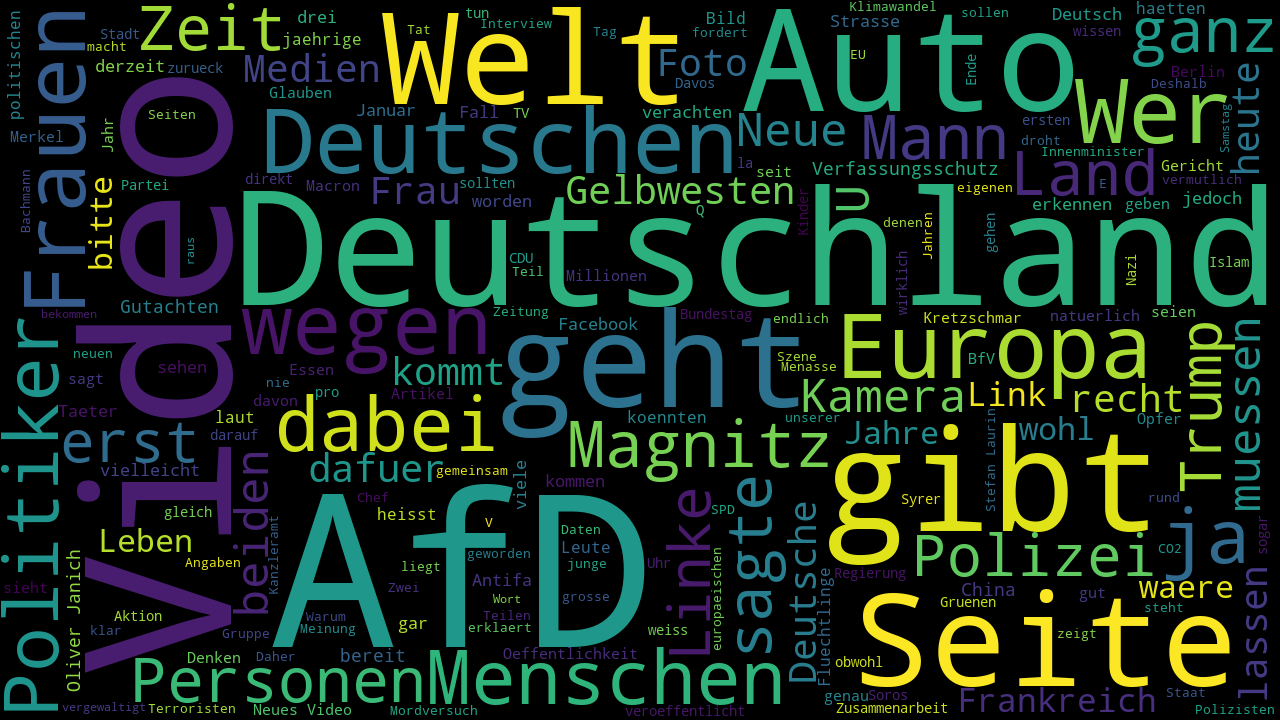 Deutschland
Video
AfD
geht
gibt
Seite
Welt
Auto
Deutschen
Europa
Menschen
Personen
Frauen
Politiker
wegen
dabei
Magnitz
Polizei
Linke
sagte
ja
Wer
ganz
Land
Mann
Neue
Foto
Zeit
Medien
Frau
Gelbwesten
erst
kommt
dafuer
Kamera
Link
recht
Trump
muessen
lassen
heute
Jahre
wohl
Deutsche
Frankreich
waere
Leben
beiden
bitte
U
politischen
Stadt
macht
derzeit
zurueck
jaehrige
drei
Tat
tun
Interview
Tag
Bild
fordert
Davos
Klimawandel
Strasse
sollen
EU
Ende
Deutsch
wissen
haetten
Berlin
Deshalb
Samstag
Merkel
Jahr
Seiten
Glauben
Januar
Fall
TV
verachten
la
seit
ersten
droht
Innenminister
Gericht
vermutlich
E
Verfassungsschutz
Bachmann
Partei
raus
direkt
Macron
sollten
worden
Q
Kinder
eigenen
erkennen
geben
jedoch
denen
Jahren
gehen
wirklich
Nazi
Islam
CDU
Teil
Millionen
Gutachten
bekommen
Zeitung
Facebook
Bundestag
endlich
Kretzschmar
natuerlich
seien
neuen
sehen
sagt
Essen
nie
davon
pro
Artikel
Szene
Menasse
BfV
Taeter
laut
darauf
koennten
unserer
Opfer
Stefan Laurin
vielleicht
gemeinsam
viele
kommen
Syrer
rund
gleich
Chef
heisst
V
SPD
Daten
Leute
junge
Kanzleramt
Angaben
liegt
geworden
Antifa
Uhr
europaeischen
Regierung
China
gut
CO2
sogar
sieht
Oliver Janich
Zwei
grosse
Aktion
Warum
Wort
Teilen
Gruenen
steht
klar
Gruppe
Meinung
gar
erklaert
weiss
zeigt
Denken
Daher
bereit
Oeffentlichkeit
Fluechtlinge
obwohl
vergewaltigt
Terroristen
Neues Video
Mordversuch
veroeffentlicht
genau
Soros
Zusammenarbeit
Staat
Polizisten